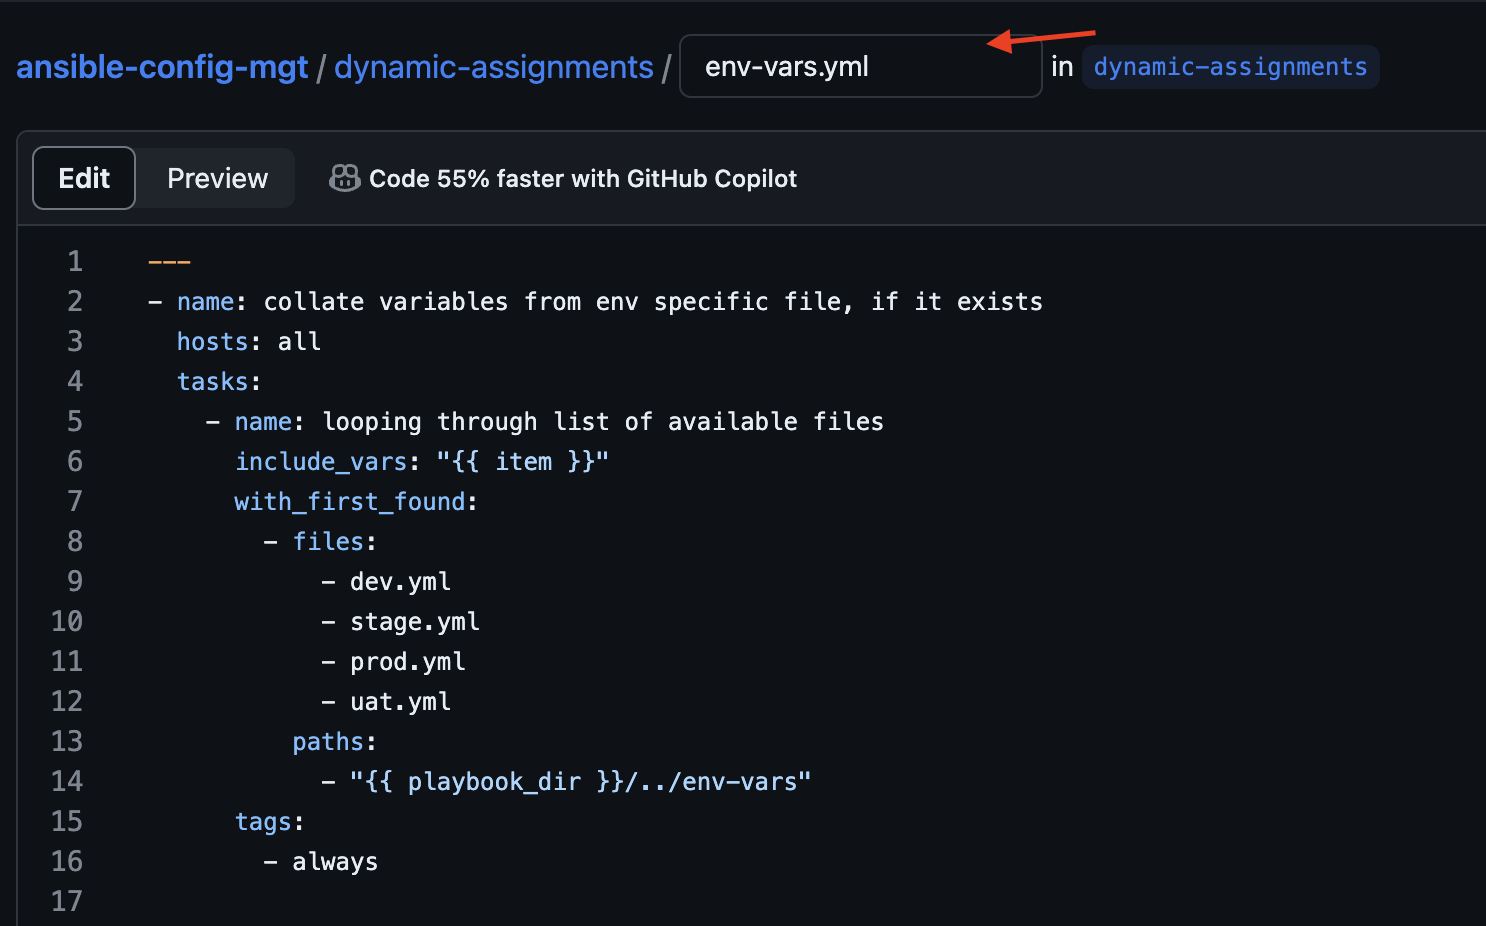 ansible-config-mgt / dynamic-assignments / env-vars.yml in dynamic-assignments
Edit Preview Code 55% faster with GitHub Copilot
1 ---
2 - name: collate variables from env specific file, if it exists
3   hosts: all
4   tasks:
5     - name: looping through list of available files
6       include_vars: "{{ item }}"
7       with_first_found:
8         - files:
9             - dev.yml
10             - stage.yml
11             - prod.yml
12             - uat.yml
13           paths:
14             - "{{ playbook_dir }}/../env-vars"
15       tags:
16         - always
17